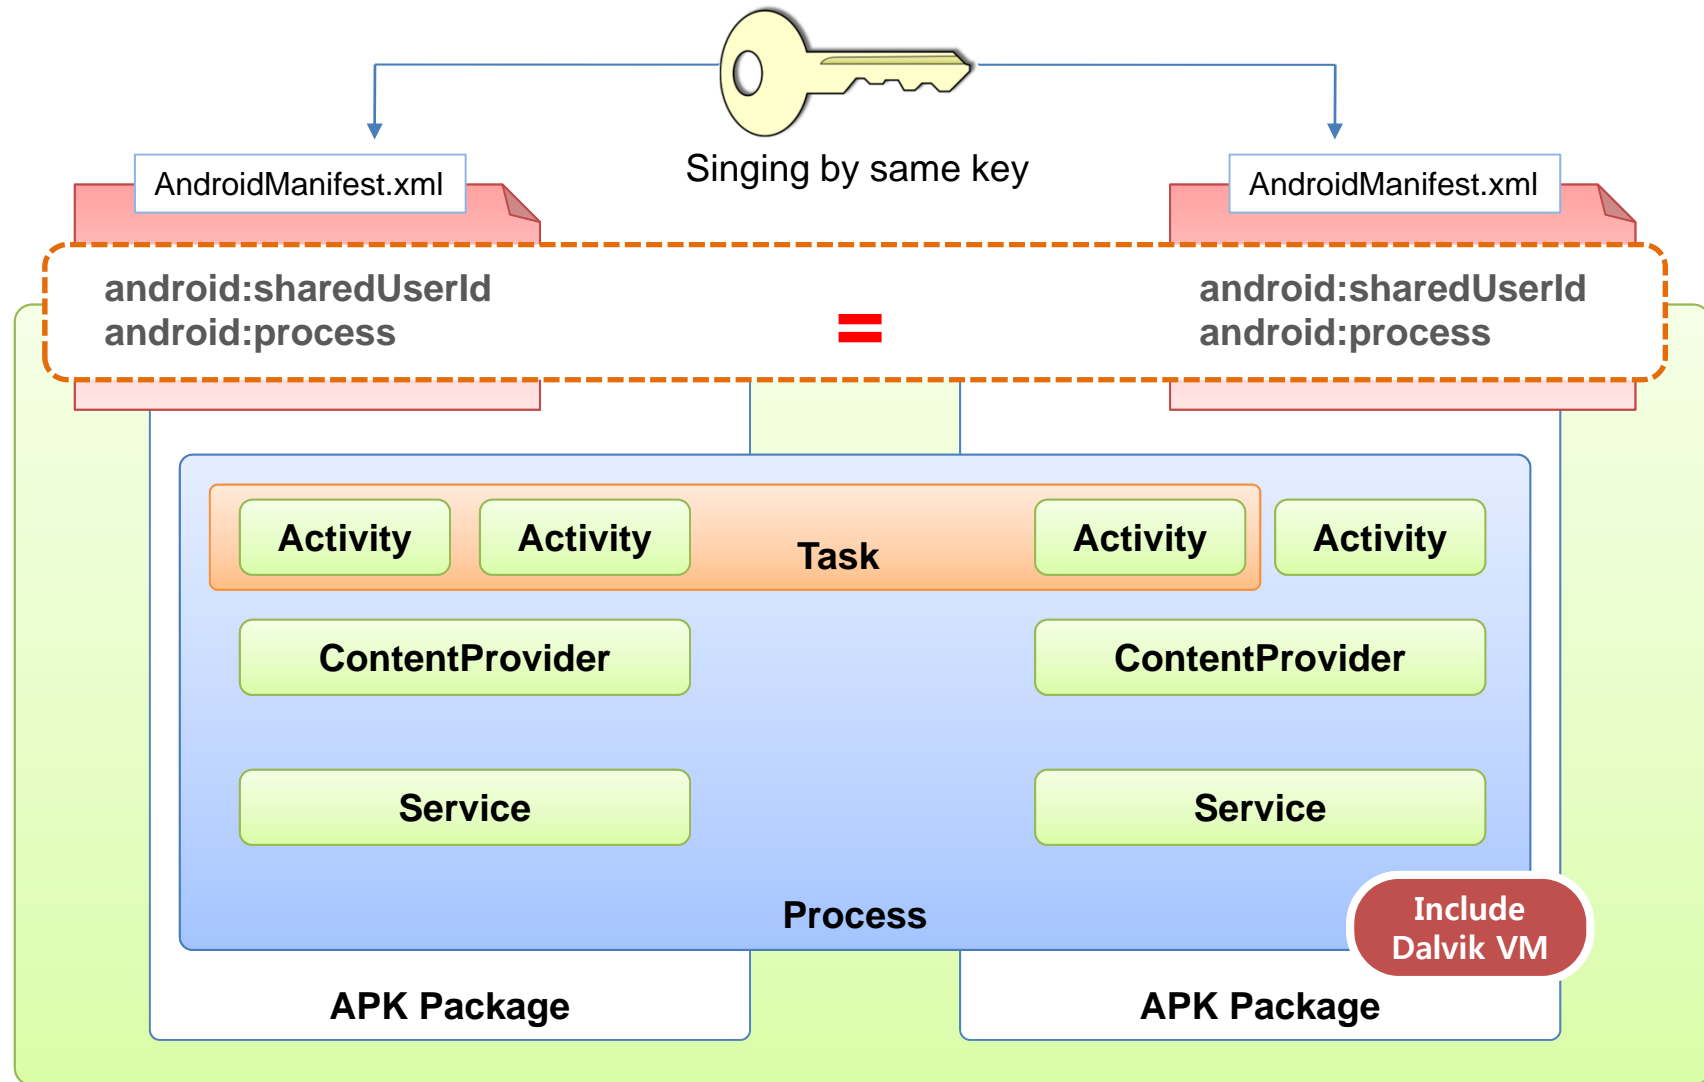 Singing by same key
AndroidManifest.xml
AndroidManifest.xml
android:sharedUserId
android:process
=
android:sharedUserId
android:process
Activity
Activity
Task
Activity
Activity
ContentProvider
ContentProvider
Service
Service
Process
Include
Dalvik VM
APK Package
APK Package